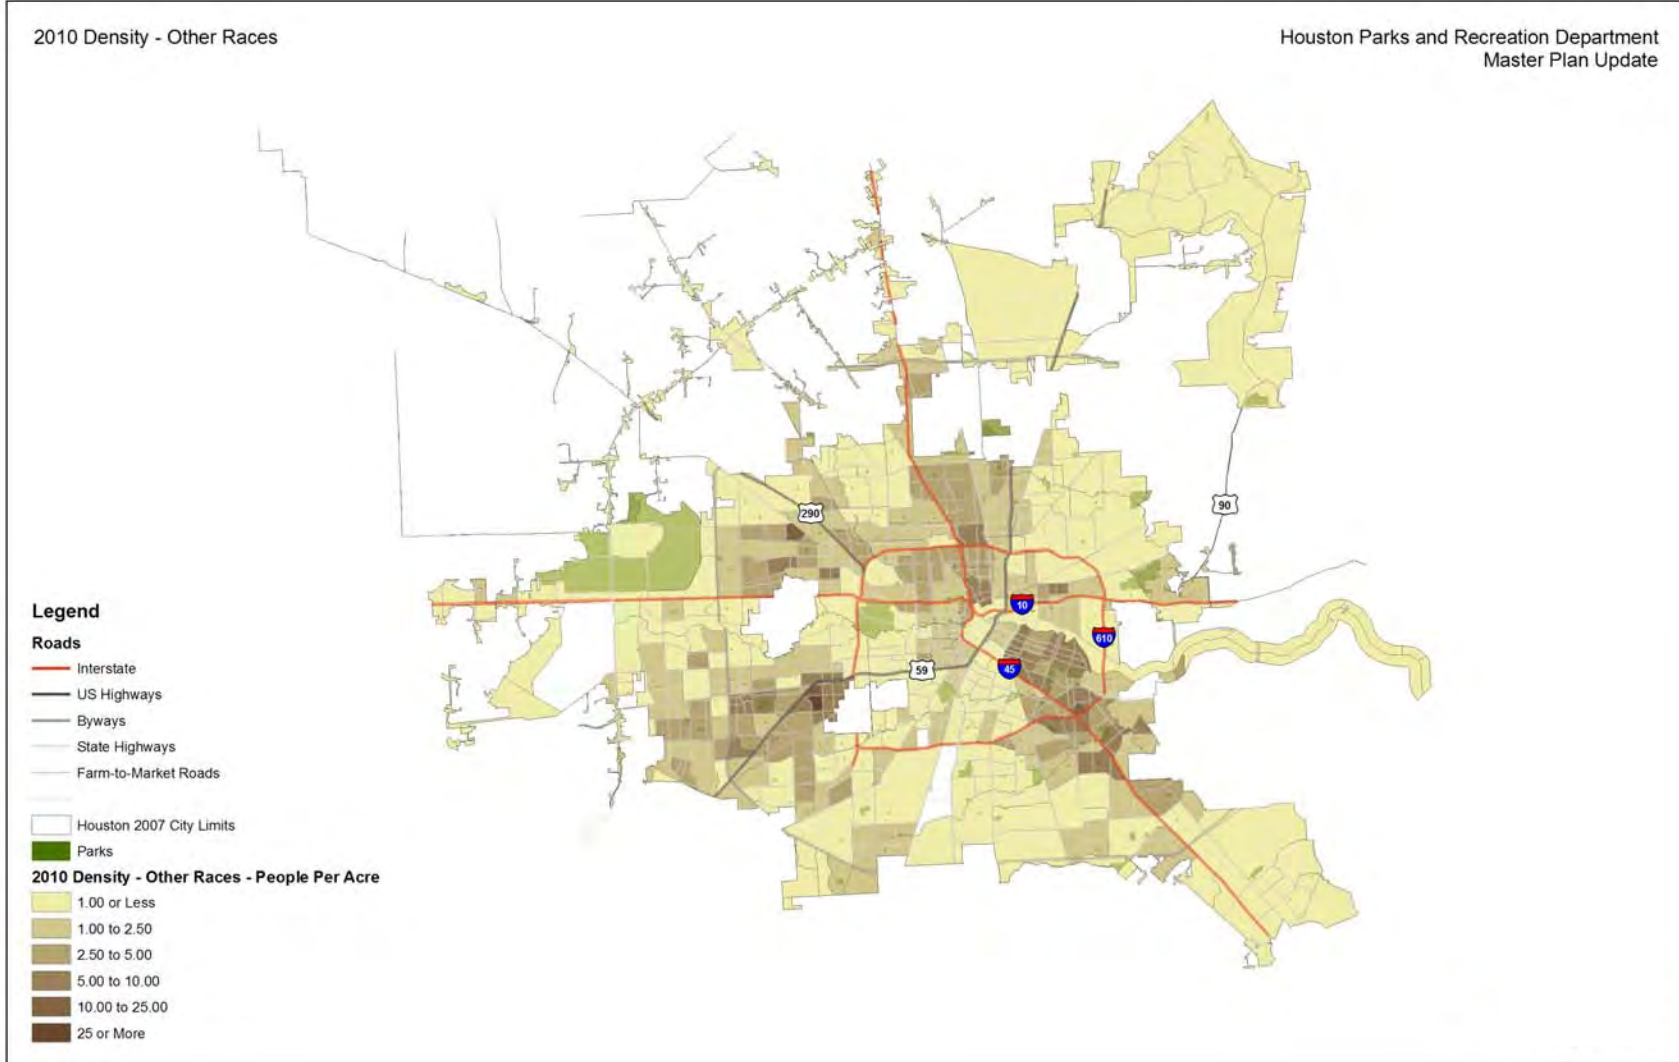 2010 Density - Other Races
Houston Parks and Recreation Department
Master Plan Update
290
90
10
610
59
45
Legend
Roads
Interstate
US Highways
Byways
State Highways
Farm-to-Market Roads
Houston 2007 City Limits
Parks
2010 Density - Other Races - People Per Acre
1.00 or Less
1.00 to 2.50
2.50 to 5.00
5.00 to 10.00
10.00 to 25.00
25 or More